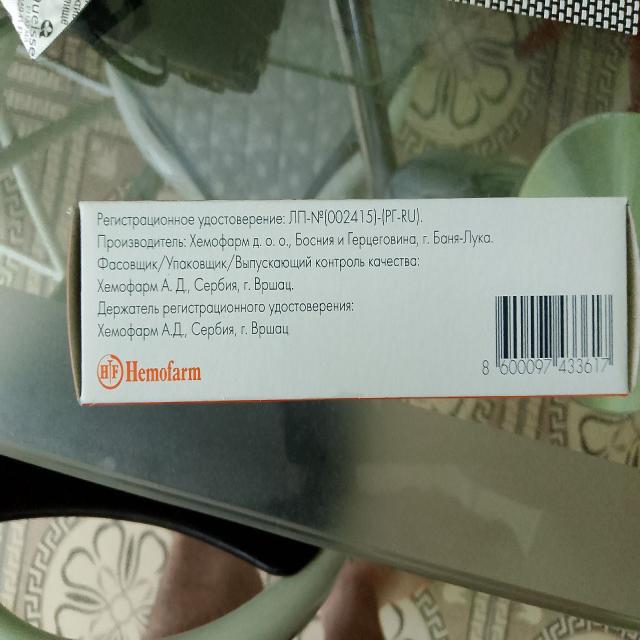 Регистрационное удостоверение: ЛП-№(002415)-(РГ-RU).
Производитель: Хемофарм д. о. о., Босния и Герцеговина, г. Баня-Лука.
Фасовщик/Упаковщик/Выпускающий контроль качества:
Хемофарм А. Д., Сербия, г. Вршац.
Держатель регистрационного удостоверения:
Хемофарм А.Д., Сербия, г. Вршац
HF Hemofarm
8 600097 433617